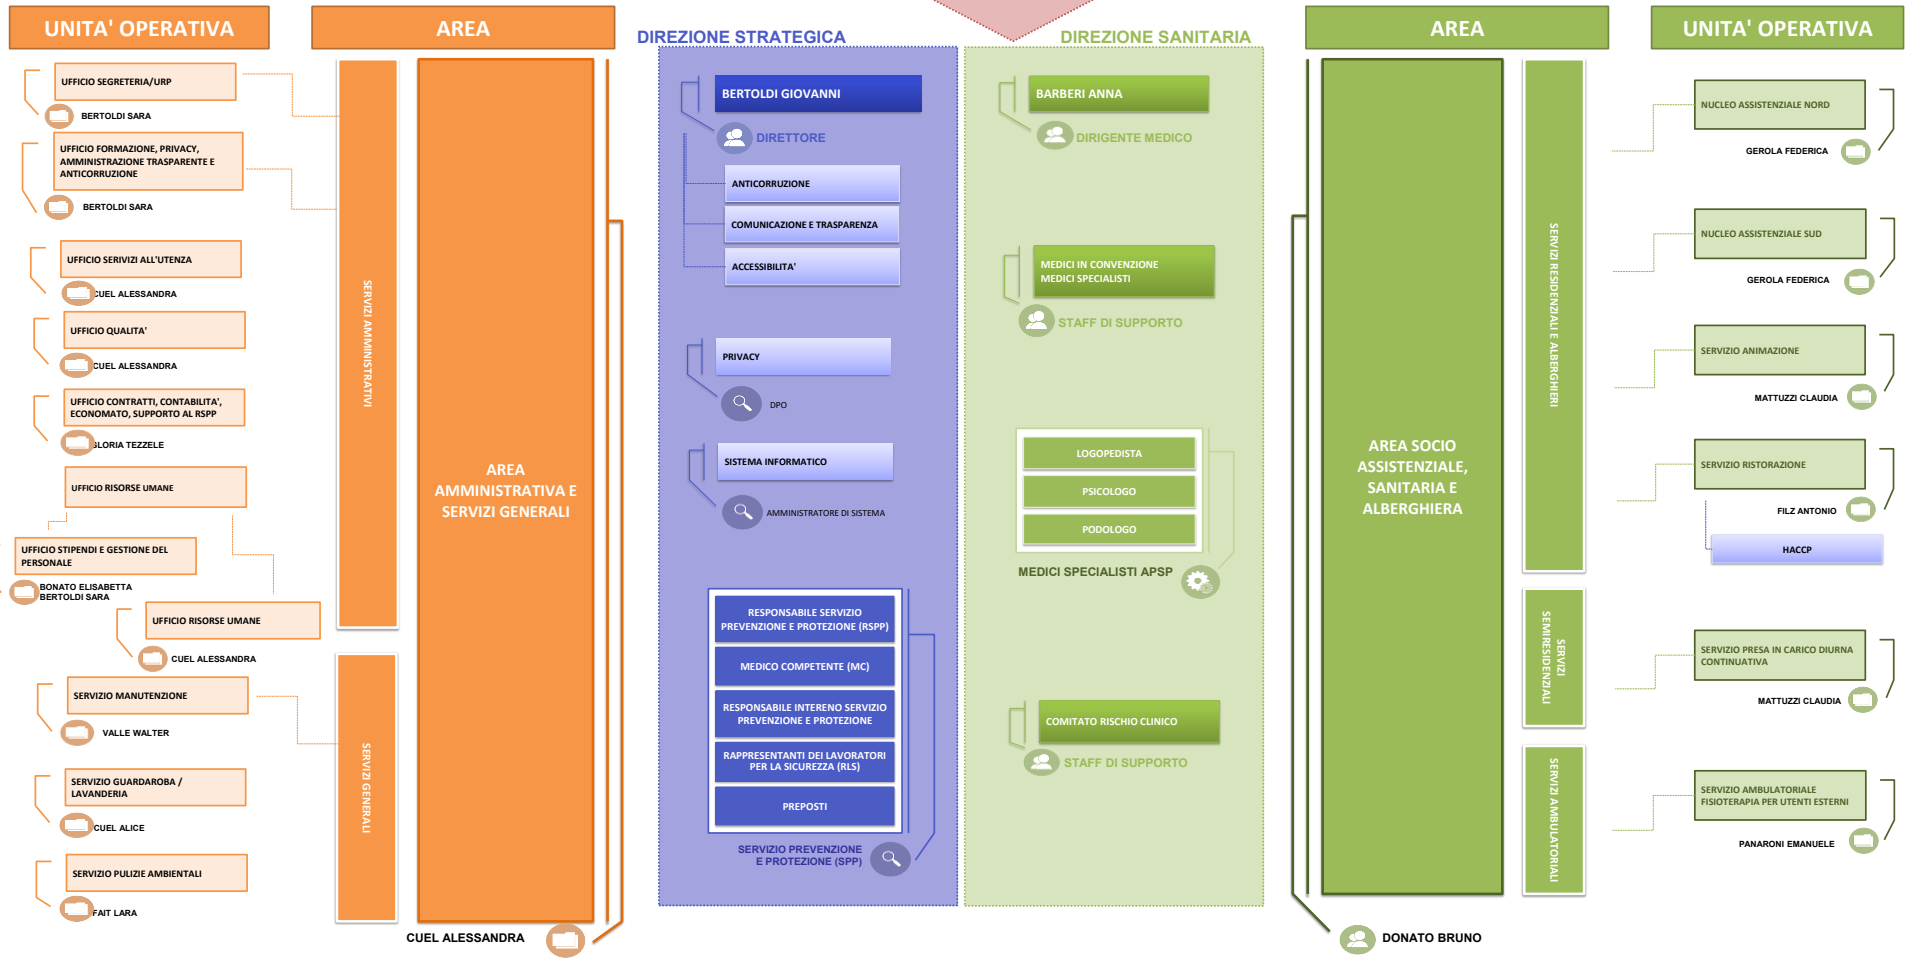 UNITA' OPERATIVA
AREA
DIREZIONE STRATEGICA
DIREZIONE SANITARIA
AREA
UNITA' OPERATIVA
UFFICIO SEGRETERIA/URP
BERTOLDI SARA
UFFICIO FORMAZIONE, PRIVACY,
AMMINISTRAZIONE TRASPARENTE E
ANTICORRUZIONE
BERTOLDI SARA
UFFICIO SERIVIZI ALL'UTENZA
CUEL ALESSANDRA
UFFICIO QUALITA'
CUEL ALESSANDRA
UFFICIO CONTRATTI, CONTABILITA',
ECONOMATO, SUPPORTO AL RSPP
GLORIA TEZZELE
UFFICIO RISORSE UMANE
UFFICIO STIPENDI E GESTIONE DEL
PERSONALE
BONATO ELISABETTA
BERTOLDI SARA
UFFICIO RISORSE UMANE
CUEL ALESSANDRA
SERVIZIO MANUTENZIONE
VALLE WALTER
SERVIZIO GUARDAROBA /
LAVANDERIA
CUEL ALICE
SERVIZIO PULIZIE AMBIENTALI
FAIT LARA
SERVIZI AMMINISTRATIVI
SERVIZI GENERALI
AREA
AMMINISTRATIVA E
SERVIZI GENERALI
CUEL ALESSANDRA
BERTOLDI GIOVANNI
DIRETTORE
ANTICORRUZIONE
COMUNICAZIONE E TRASPARENZA
ACCESSIBILITA'
PRIVACY
DPO
SISTEMA INFORMATICO
AMMINISTRATORE DI SISTEMA
RESPONSABILE SERVIZIO
PREVENZIONE E PROTEZIONE (RSPP)
MEDICO COMPETENTE (MC)
RESPONSABILE INTERENO SERVIZIO
PREVENZIONE E PROTEZIONE
RAPPRESENTANTI DEI LAVORATORI
PER LA SICUREZZA (RLS)
PREPOSTI
SERVIZIO PREVENZIONE
E PROTEZIONE (SPP)
BARBERI ANNA
DIRIGENTE MEDICO
MEDICI IN CONVENZIONE
MEDICI SPECIALISTI
STAFF DI SUPPORTO
LOGOPEDISTA
PSICOLOGO
PODOLOGO
MEDICI SPECIALISTI APSP
COMITATO RISCHIO CLINICO
STAFF DI SUPPORTO
AREA SOCIO
ASSISTENZIALE,
SANITARIA E
ALBERGHIERA
DONATO BRUNO
SERVIZI RESIDENZIALI E ALBERGHIERI
SERVIZI
SEMIRESIDENZIALI
SERVIZI AMBULATORIALI
NUCLEO ASSISTENZIALE NORD
GEROLA FEDERICA
NUCLEO ASSISTENZIALE SUD
GEROLA FEDERICA
SERVIZIO ANIMAZIONE
MATTUZZI CLAUDIA
SERVIZIO RISTORAZIONE
FILZ ANTONIO
HACCP
SERVIZIO PRESA IN CARICO DIURNA
CONTINUATIVA
MATTUZZI CLAUDIA
SERVIZIO AMBULATORIALE
FISIOTERAPIA PER UTENTI ESTERNI
PANARONI EMANUELE